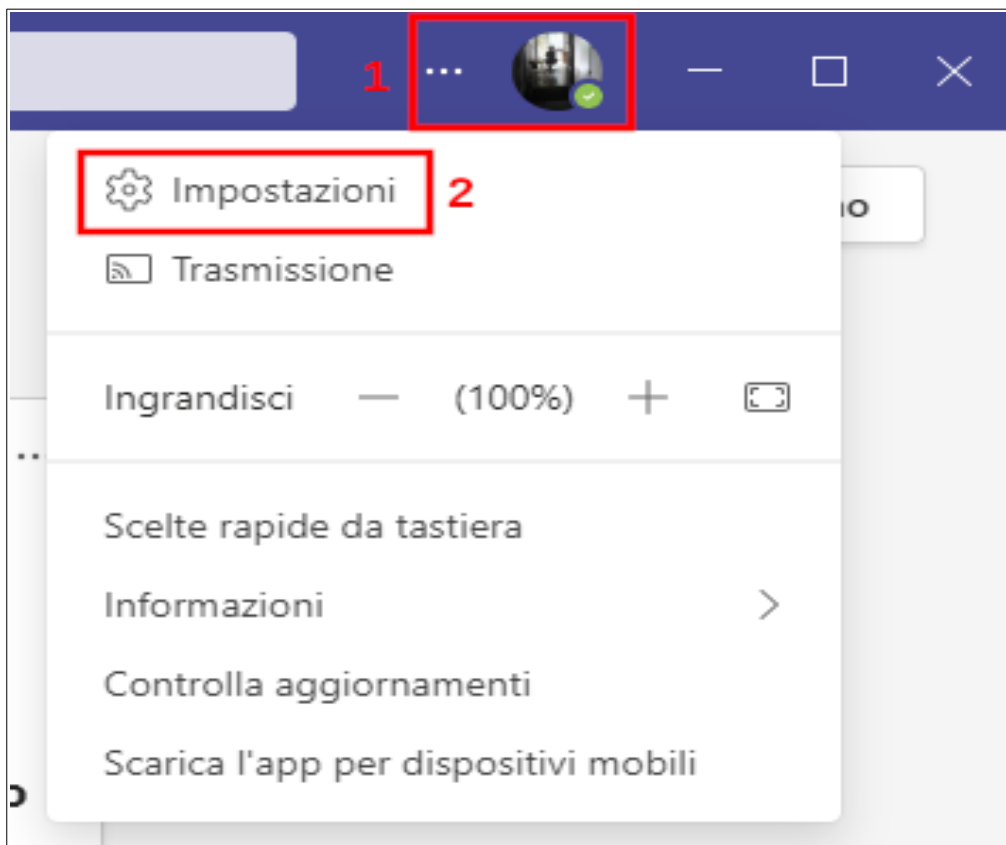 1 ...
Impostazioni 2
Trasmissione
Ingrandisci — (100%) +
...
Scelte rapide da tastiera
Informazioni
Controlla aggiornamenti
Scarica l'app per dispositivi mobili